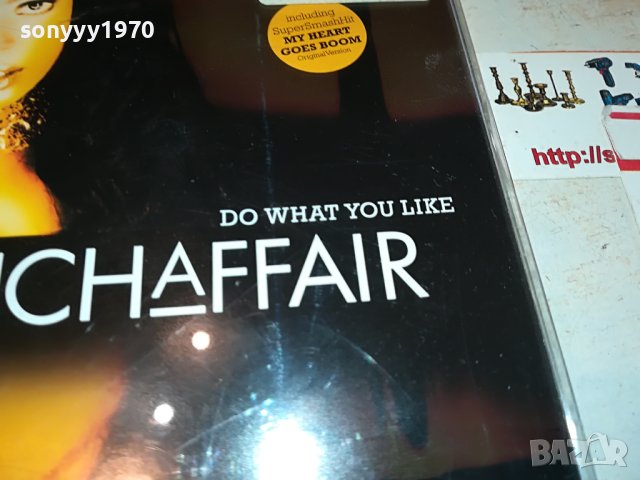 sonyyy1970
including
SuperSmashHit
MY HEART
GOES BOOM
OriginalVersion
http://s
DO WHAT YOU LIKE
CHAFFAIR
BAZAR